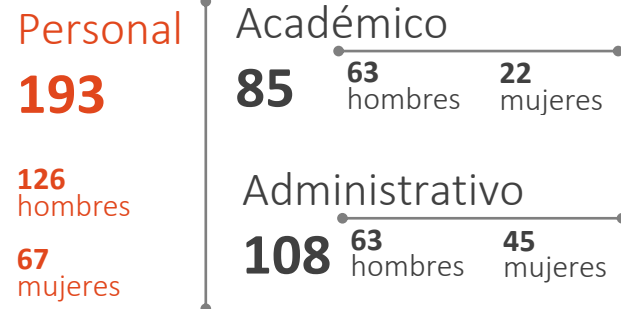 Personal
193
126
hombres
67
mujeres
Académico
85
63
hombres
22
mujeres
Administrativo
108
63
hombres
45
mujeres